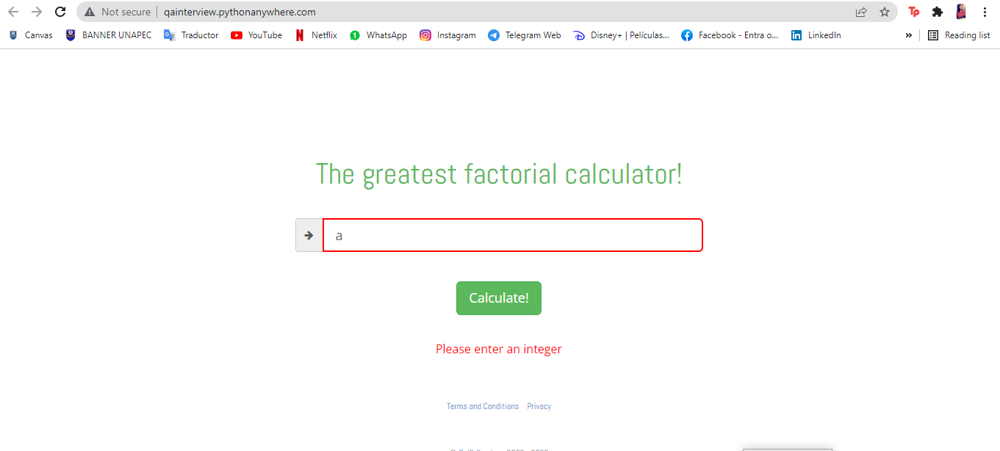 Not secure qainterview.pythonanywhere.com
Canvas BANNER UNAPEC Traductor YouTube Netflix 1 WhatsApp Instagram Telegram Web Disney+ | Películas... Facebook - Entra o... LinkedIn » Reading list
The greatest factorial calculator!
a
Calculate!
Please enter an integer
Terms and Conditions Privacy